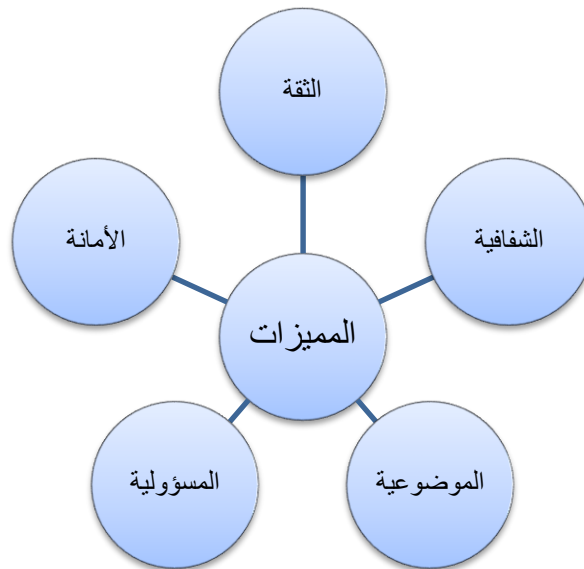 الثقة
الشفافية
الأمانة
المميزات
الموضوعية
المسؤولية